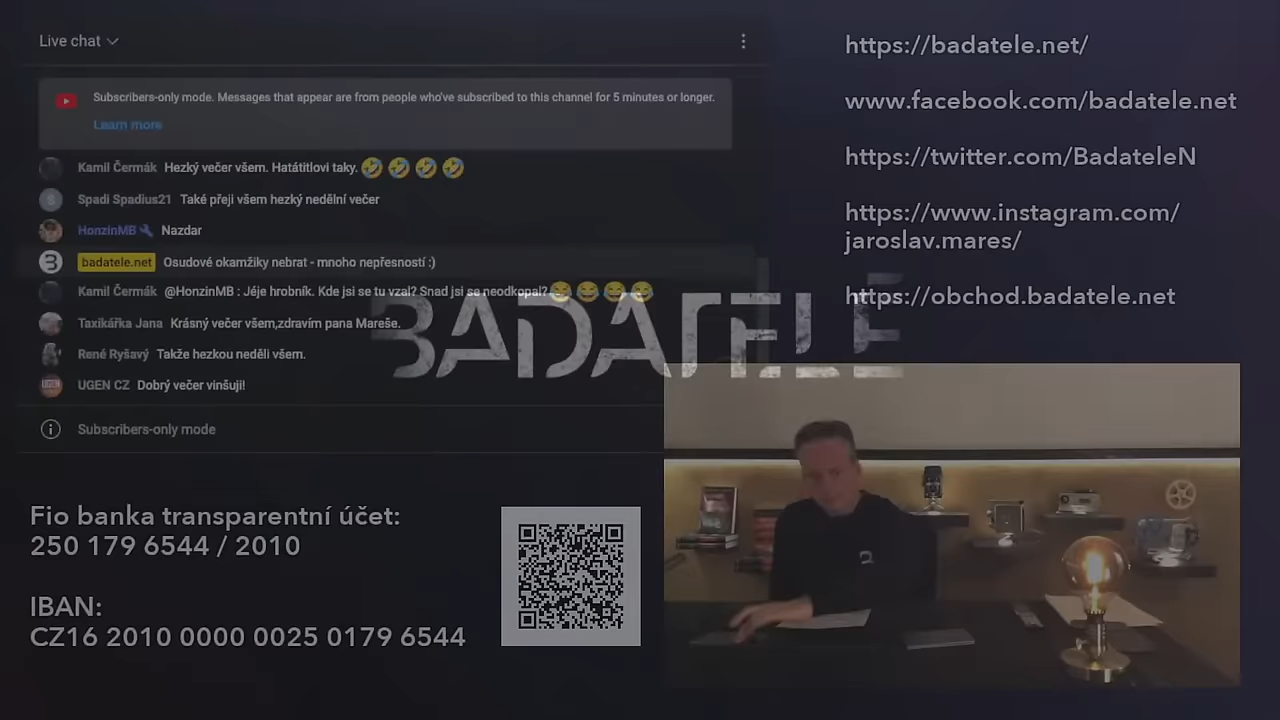 Live chat
Subscribers-only mode. Messages that appear are from people who've subscribed to this channel for 5 minutes or longer.
Learn more
Kamil Čermák Hezký večer všem. Hatátitlovi taky.
Spadi Spadius21 Také přeji všem hezký nedělní večer
HonzinMB Nazdar
badatele.net Osudové okamžiky nebrat - mnoho nepřesností :)
Kamil Čermák @HonzinMB : Jéje hrobník. Kde jsi se tu vzal? Snad jsi se neodkopal?
Taxikářka Jana Krásný večer všem,zdravím pana Mareše.
René Ryšavý Takže hezkou neděli všem.
UGEN CZ Dobrý večer vinšuji!
Subscribers-only mode
BADATELE
https://badatele.net/
www.facebook.com/badatele.net
https://twitter.com/BadateleN
https://www.instagram.com/
jaroslav.mares/
https://obchod.badatele.net
Fio banka transparentní účet:
250 179 6544 / 2010
IBAN:
CZ16 2010 0000 0025 0179 6544